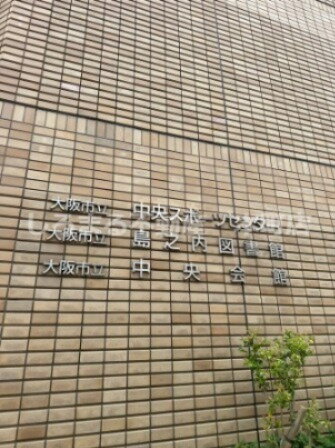 大阪市立 中央スポーツセンター
大阪市立 島之内図書館
大阪市立 中央会館